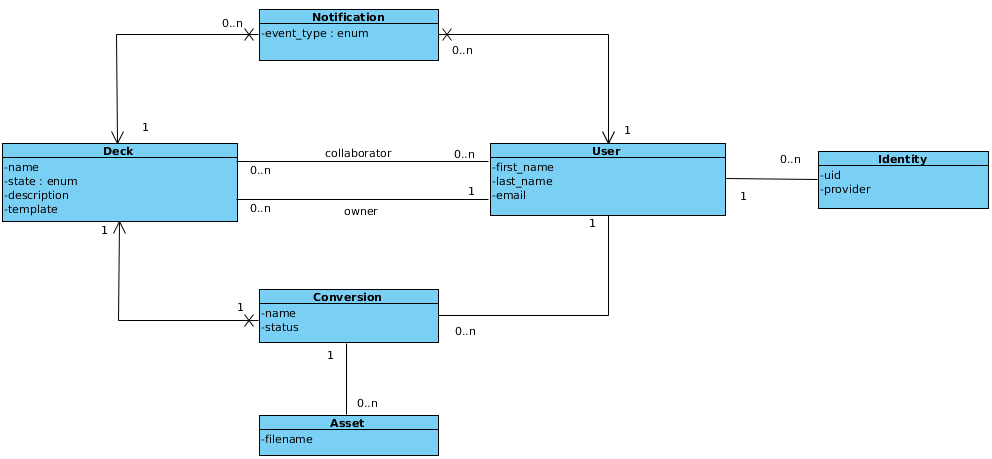 Notification
-event_type : enum
0..n
0..n
1
1
Deck
-name
-state : enum
-description
-template
collaborator
0..n
0..n
owner
0..n
1
User
-first_name
-last_name
-email
0..n
1
Identity
-uid
-provider
1
1
1
0..n
Conversion
-name
-status
1
0..n
Asset
-filename